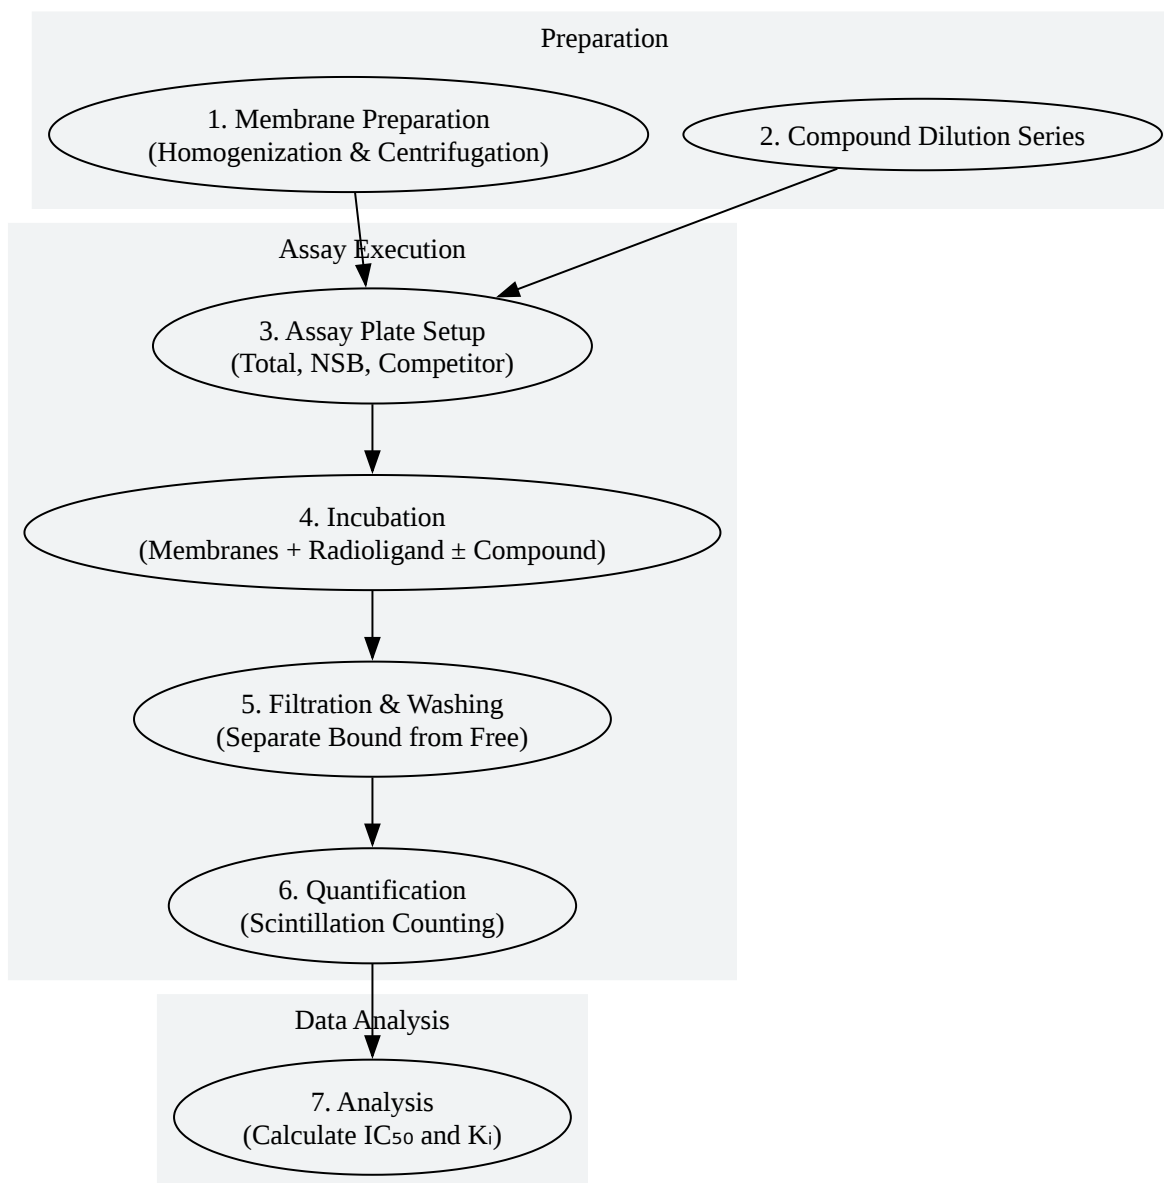 Preparation
1. Membrane Preparation
(Homogenization & Centrifugation)
2. Compound Dilution Series
Assay Execution
3. Assay Plate Setup
(Total, NSB, Competitor)
4. Incubation
(Membranes + Radioligand ± Compound)
5. Filtration & Washing
(Separate Bound from Free)
6. Quantification
(Scintillation Counting)
Data Analysis
7. Analysis
(Calculate IC₅₀ and Kᵢ)